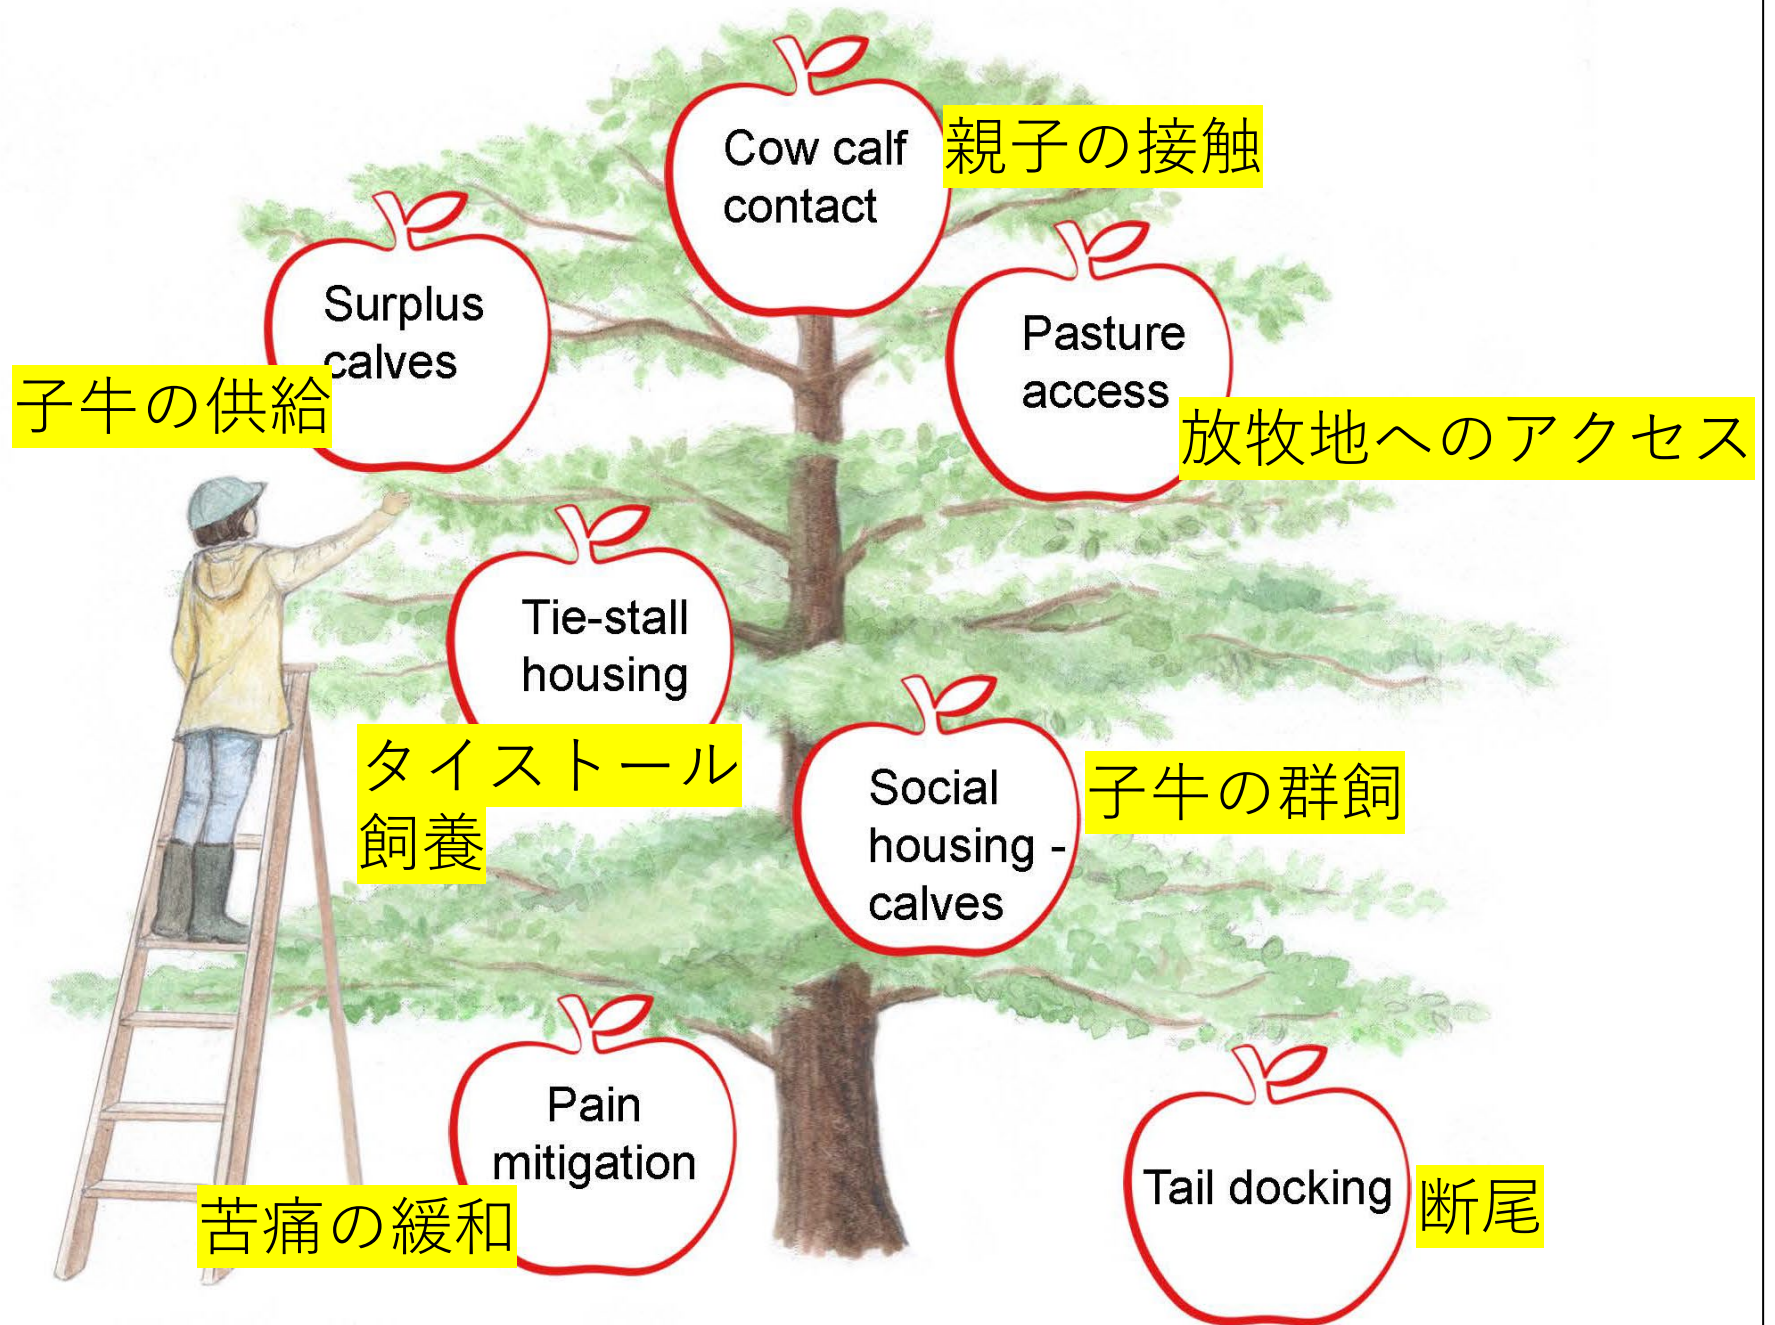 Cow calf
contact
親子の接触
Surplus
calves
子牛の供給
Pasture
access
放牧地へのアクセス
Tie-stall
housing
タイストール
飼養
Social
housing -
calves
子牛の群飼
Pain
mitigation
苦痛の緩和
Tail docking
断尾